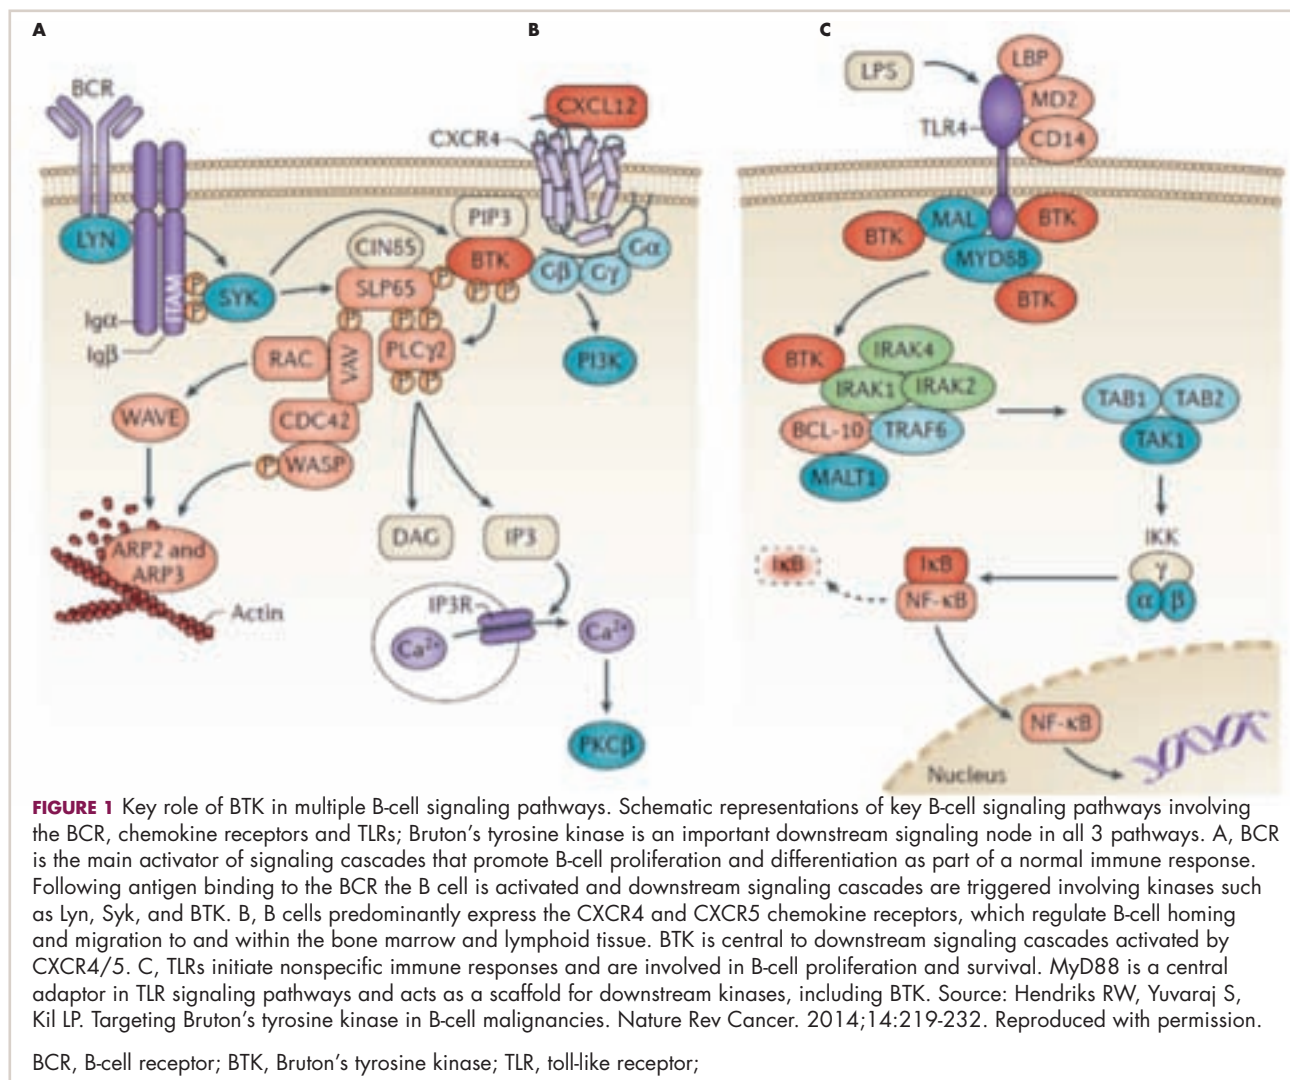 A
B
C
BCR
LYN
Igα
Igβ
ITAM
P
P
SYK
CIN85
SLP65
P
PIP3
BTK
P
P
CXCL12
CXCR4
Gα
Gβ
Gγ
PI3K
P
P
P
PLCγ2
P
P
VAV
RAC
WAVE
CDC42
P
WASP
ARP2 and
ARP3
Actin
DAG
IP3
IP3R
Ca2+
Ca2+
PKCβ
LPS
LBP
MD2
CD14
TLR4
BTK
MAL
BTK
MYD88
BTK
BTK
IRAK4
IRAK1
IRAK2
BCL-10
TRAF6
MALT1
TAB1
TAB2
TAK1
IKK
γ
α
β
IκB
IκB
NF-κB
NF-κB
Nucleus
FIGURE 1 Key role of BTK in multiple B-cell signaling pathways. Schematic representations of key B-cell signaling pathways involving
the BCR, chemokine receptors and TLRs; Bruton’s tyrosine kinase is an important downstream signaling node in all 3 pathways. A, BCR
is the main activator of signaling cascades that promote B-cell proliferation and differentiation as part of a normal immune response.
Following antigen binding to the BCR the B cell is activated and downstream signaling cascades are triggered involving kinases such
as Lyn, Syk, and BTK. B, B cells predominantly express the CXCR4 and CXCR5 chemokine receptors, which regulate B-cell homing
and migration to and within the bone marrow and lymphoid tissue. BTK is central to downstream signaling cascades activated by
CXCR4/5. C, TLRs initiate nonspecific immune responses and are involved in B-cell proliferation and survival. MyD88 is a central
adaptor in TLR signaling pathways and acts as a scaffold for downstream kinases, including BTK. Source: Hendriks RW, Yuvaraj S,
Kil LP. Targeting Bruton’s tyrosine kinase in B-cell malignancies. Nature Rev Cancer. 2014;14:219-232. Reproduced with permission.
BCR, B-cell receptor; BTK, Bruton’s tyrosine kinase; TLR, toll-like receptor;